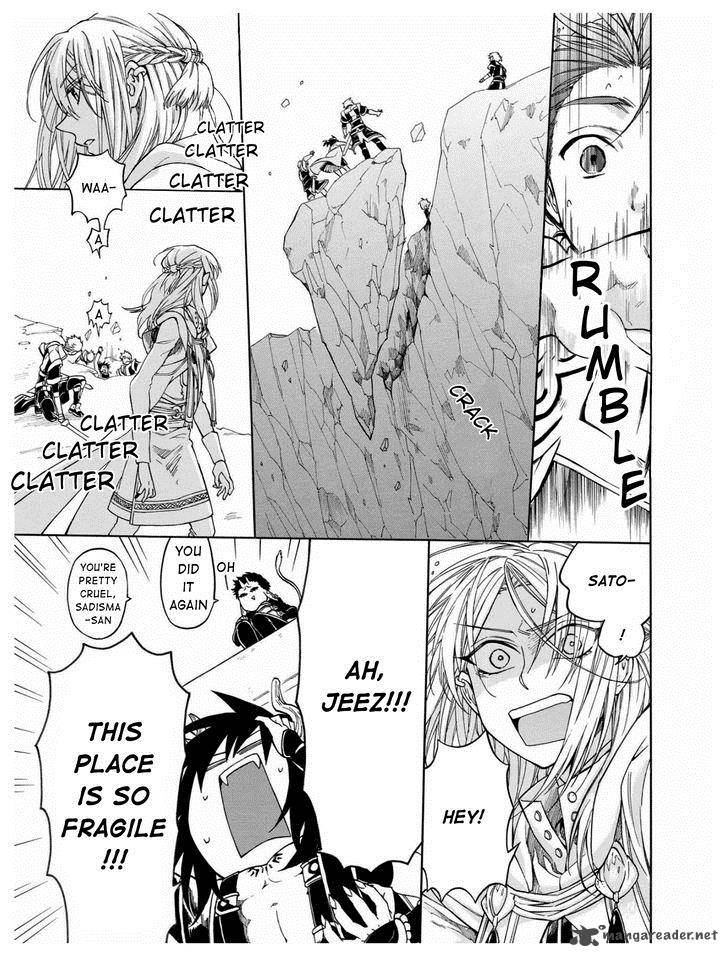 RUMBLE
CRACK
CLATTER
CLATTER
CLATTER
CLATTER
WAA-
A
A
CLATTER
CLATTER
CLATTER
SATO-
!
HEY!
AH,
JEEZ!!!
OH
YOU
DID
IT
AGAIN
YOU'RE
PRETTY
CRUEL,
SADISMA
-SAN
THIS
PLACE
IS SO
FRAGILE
!!!
mangareader.net